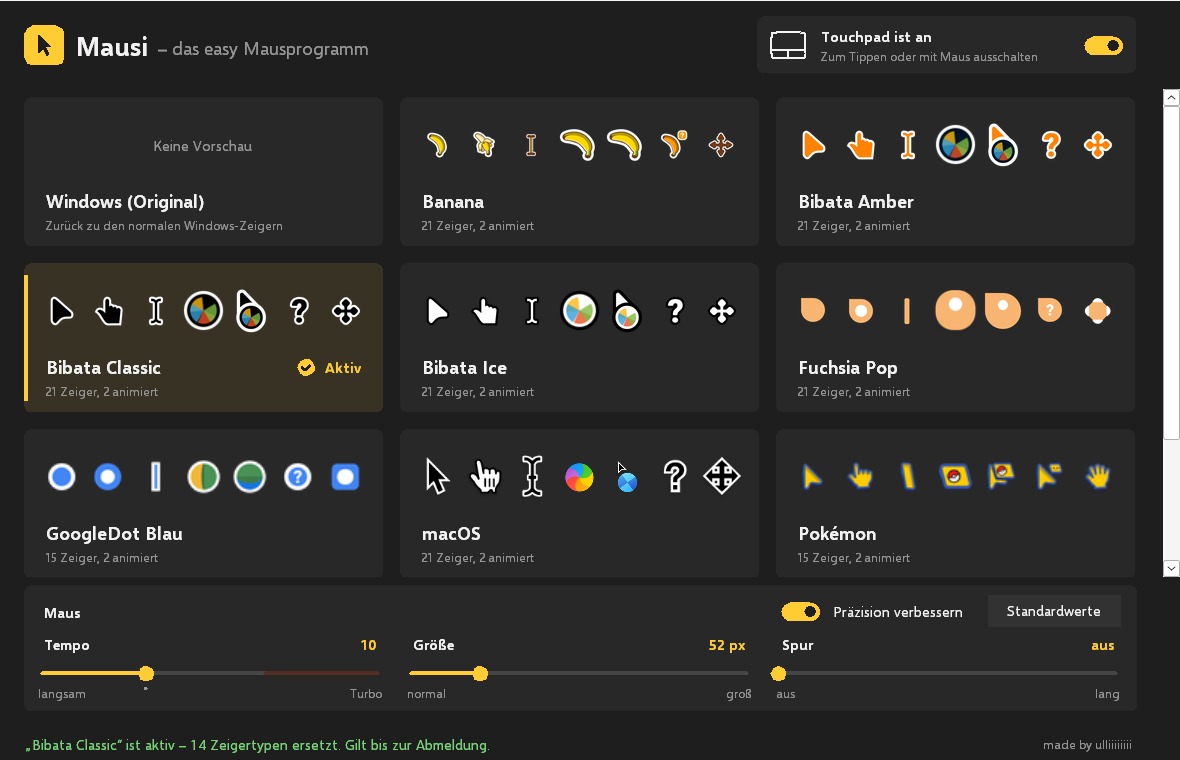 Mausi – das easy Mausprogramm
Touchpad ist an
Zum Tippen oder mit Maus ausschalten
Keine Vorschau
Windows (Original)
Zurück zu den normalen Windows-Zeigern
Banana
21 Zeiger, 2 animiert
Bibata Amber
21 Zeiger, 2 animiert
Bibata Classic
Aktiv
21 Zeiger, 2 animiert
Bibata Ice
21 Zeiger, 2 animiert
Fuchsia Pop
21 Zeiger, 2 animiert
GoogleDot Blau
15 Zeiger, 2 animiert
macOS
21 Zeiger, 2 animiert
Pokémon
15 Zeiger, 2 animiert
Maus
Präzision verbessern
Standardwerte
Tempo 10
langsam Turbo
Größe 52 px
normal groß
Spur aus
aus lang
„Bibata Classic“ ist aktiv – 14 Zeigertypen ersetzt. Gilt bis zur Abmeldung.
made by ulliiiiiiiii